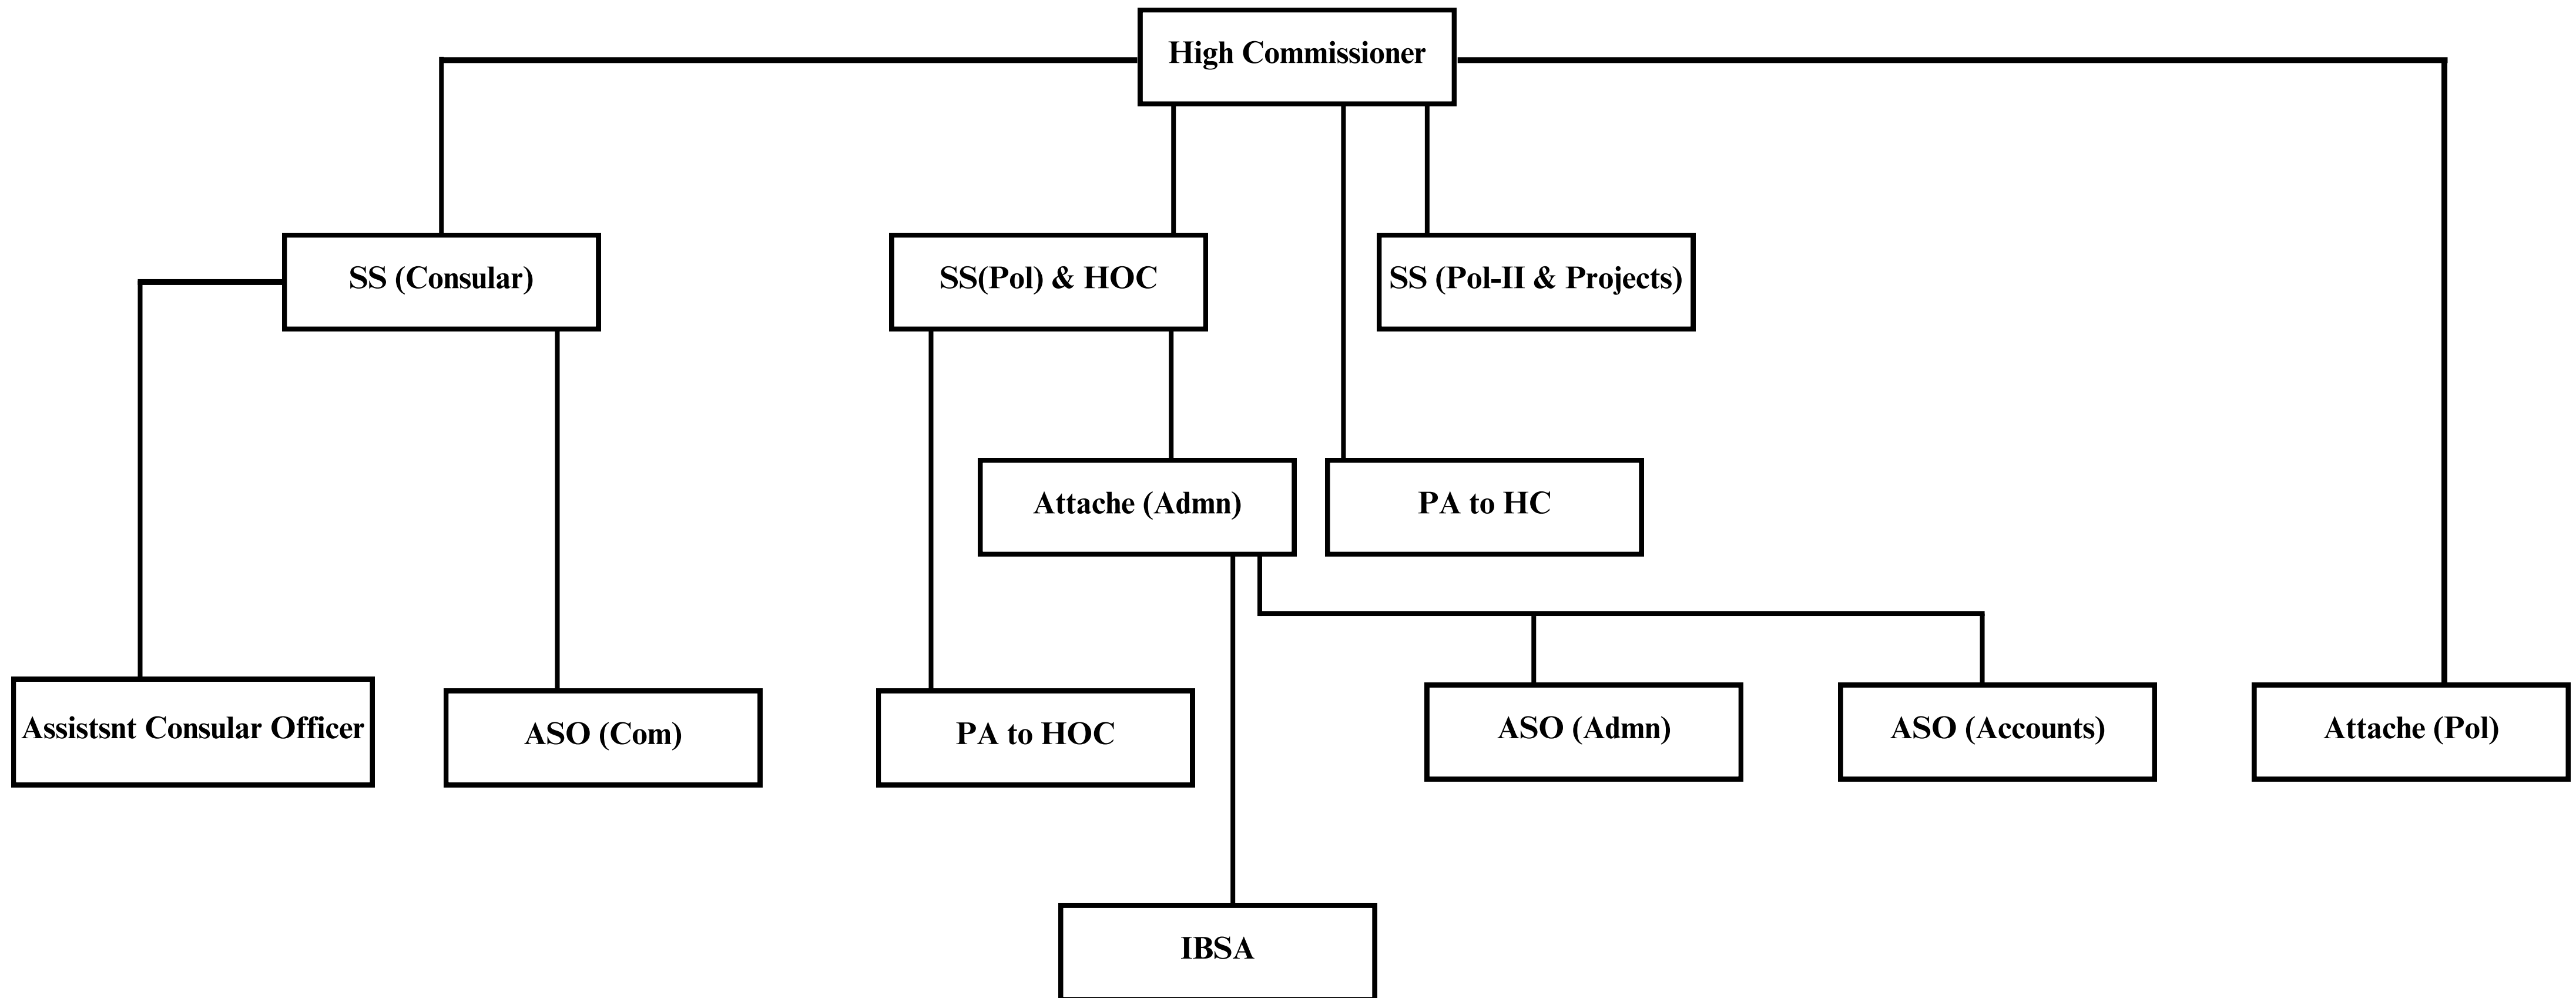 High Commissioner
SS (Consular)
SS(Pol) & HOC
SS (Pol-II & Projects)
Attache (Admn)
PA to HC
Assistsnt Consular Officer
ASO (Com)
PA to HOC
ASO (Admn)
ASO (Accounts)
Attache (Pol)
IBSA